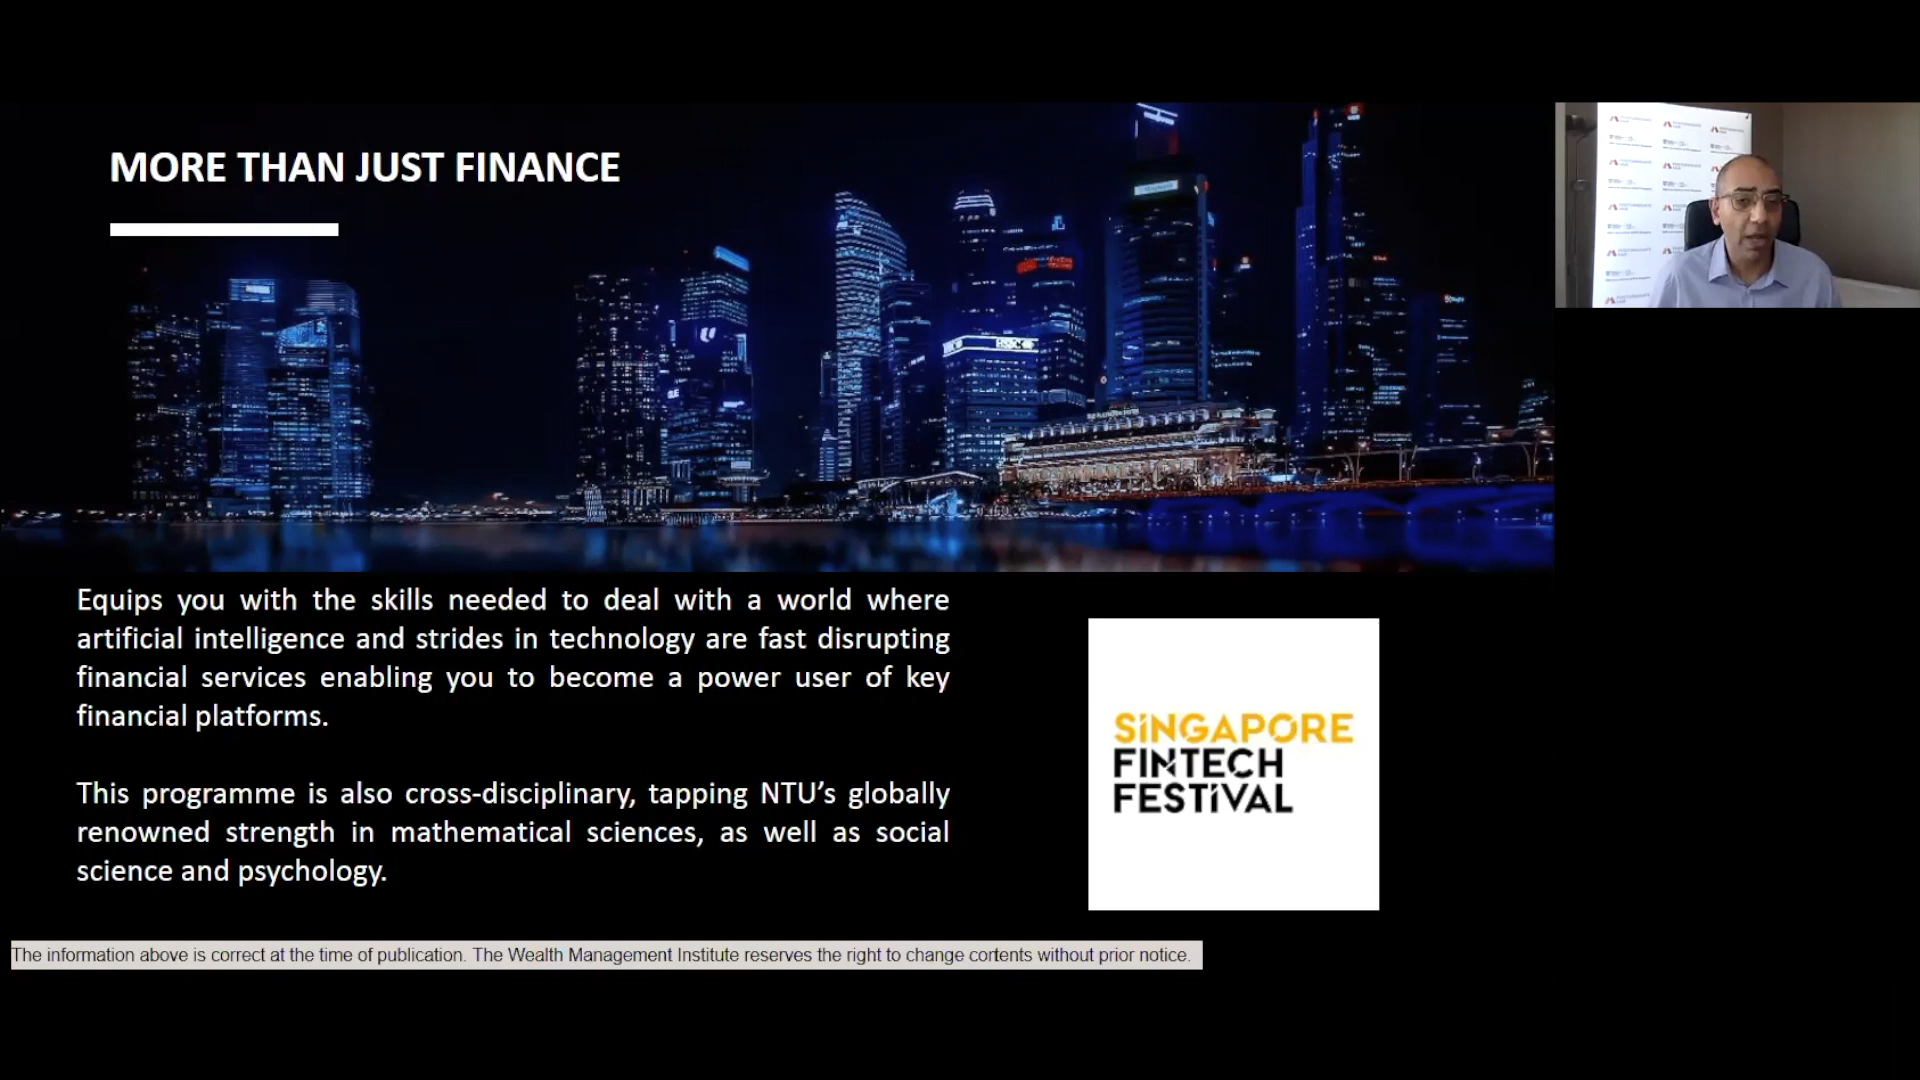 MORE THAN JUST FINANCE
HSBC
Equips you with the skills needed to deal with a world where
artificial intelligence and strides in technology are fast disrupting
financial services enabling you to become a power user of key
financial platforms.
This programme is also cross-disciplinary, tapping NTU’s globally
renowned strength in mathematical sciences, as well as social
science and psychology.
SINGAPORE
FINTECH
FESTIVAL
The information above is correct at the time of publication. The Wealth Management Institute reserves the right to change contents without prior notice.